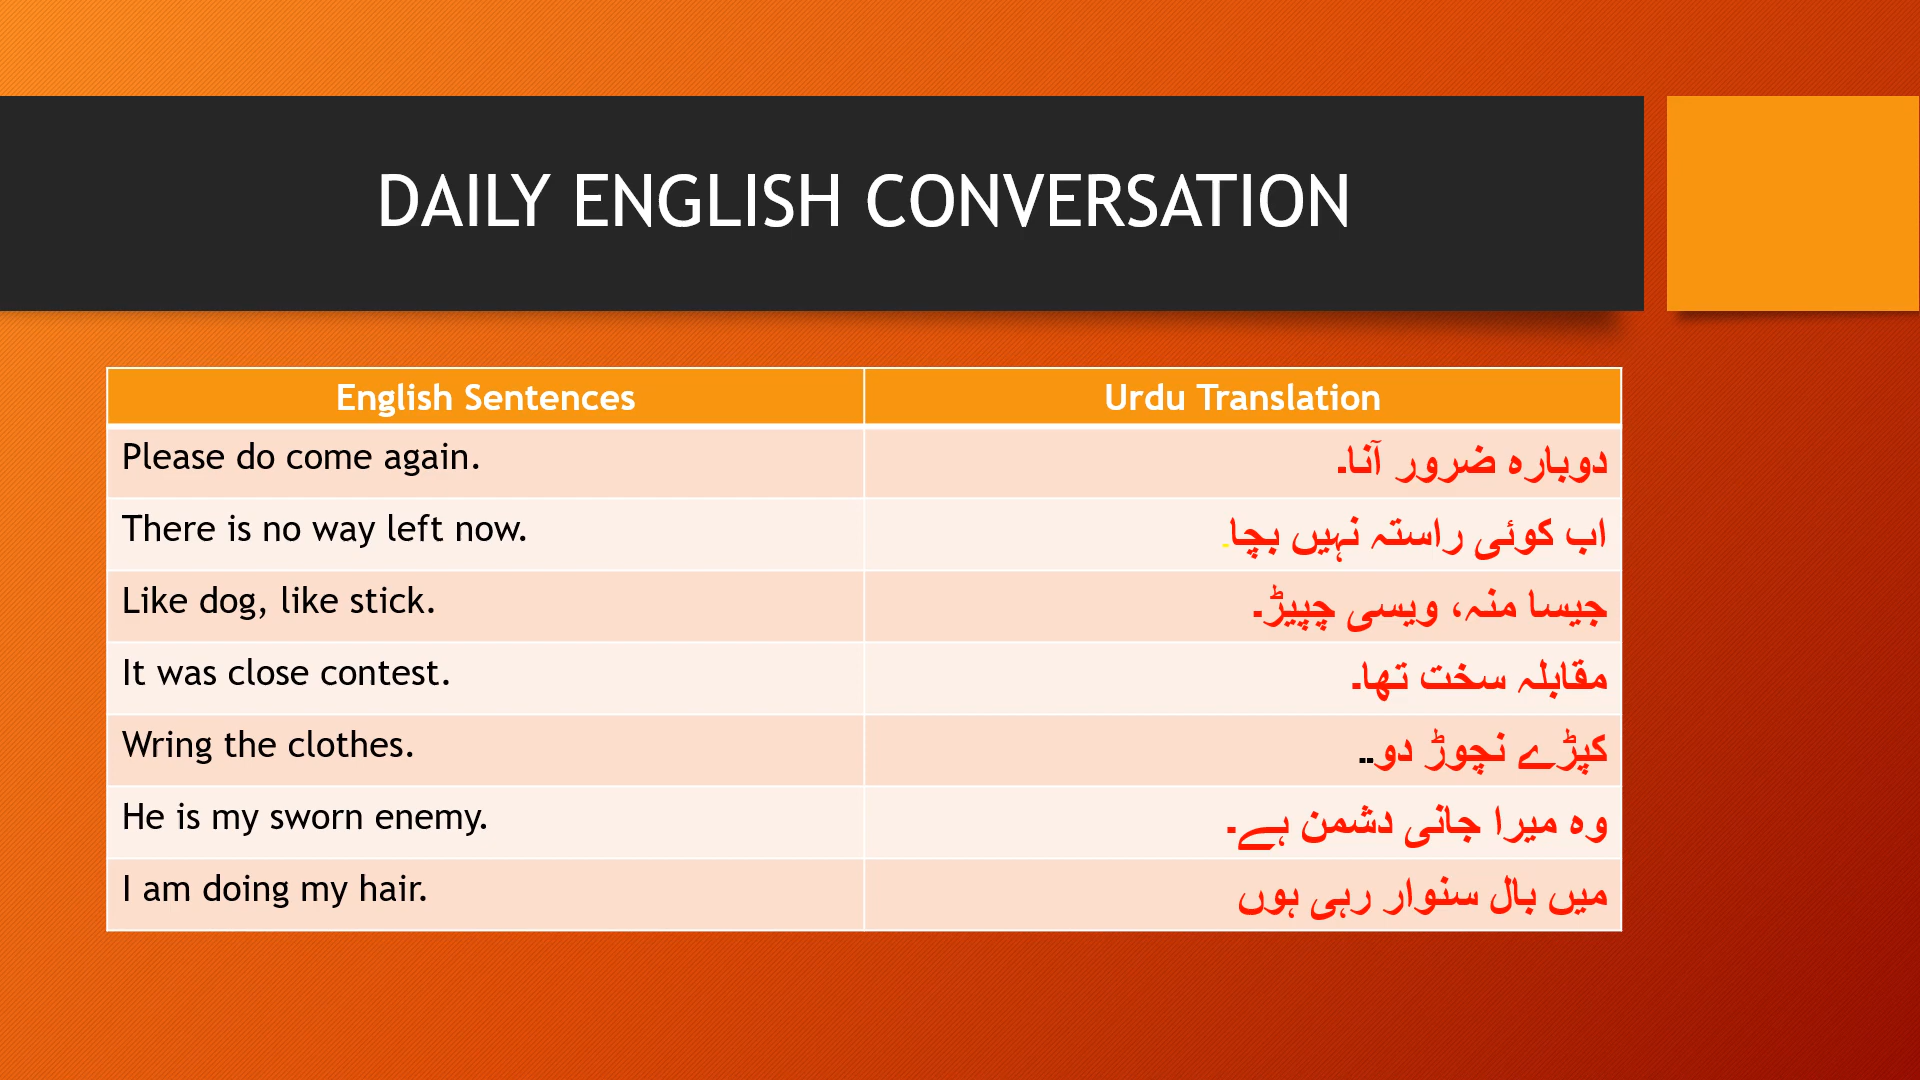 DAILY ENGLISH CONVERSATION
English Sentences Urdu Translation
Please do come again. دوبارہ ضرور آنا۔
There is no way left now. اب کوئی راستہ نہیں بچا۔
Like dog, like stick. جیسا منہ، ویسی چپیڑ۔
It was close contest. مقابلہ سخت تھا۔
Wring the clothes. کپڑے نچوڑ دو۔۔
He is my sworn enemy. وہ میرا جانی دشمن ہے۔
I am doing my hair. میں بال سنوار رہی ہوں